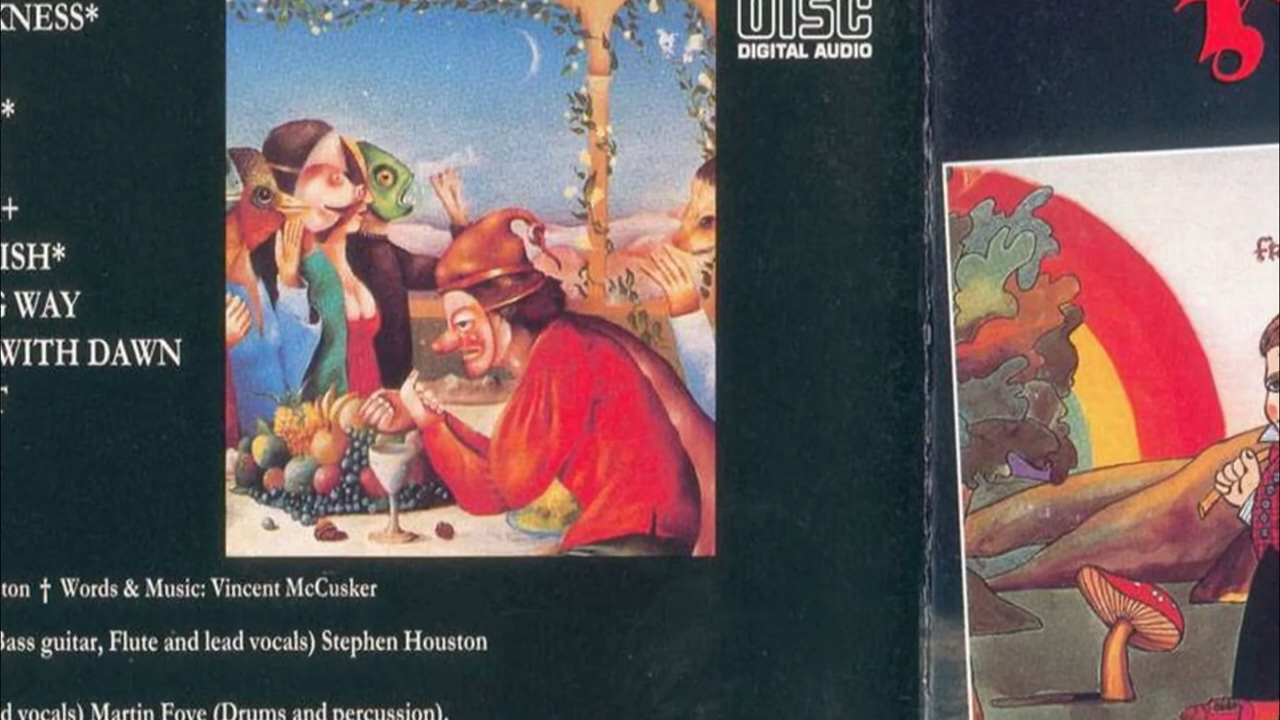 KNESS*
*
+
ISH*
G WAY
WITH DAWN
DISC
DIGITAL AUDIO
ton † Words & Music: Vincent McCusker
Bass guitar, Flute and lead vocals) Stephen Houston
d vocals) Martin Foye (Drums and percussion).